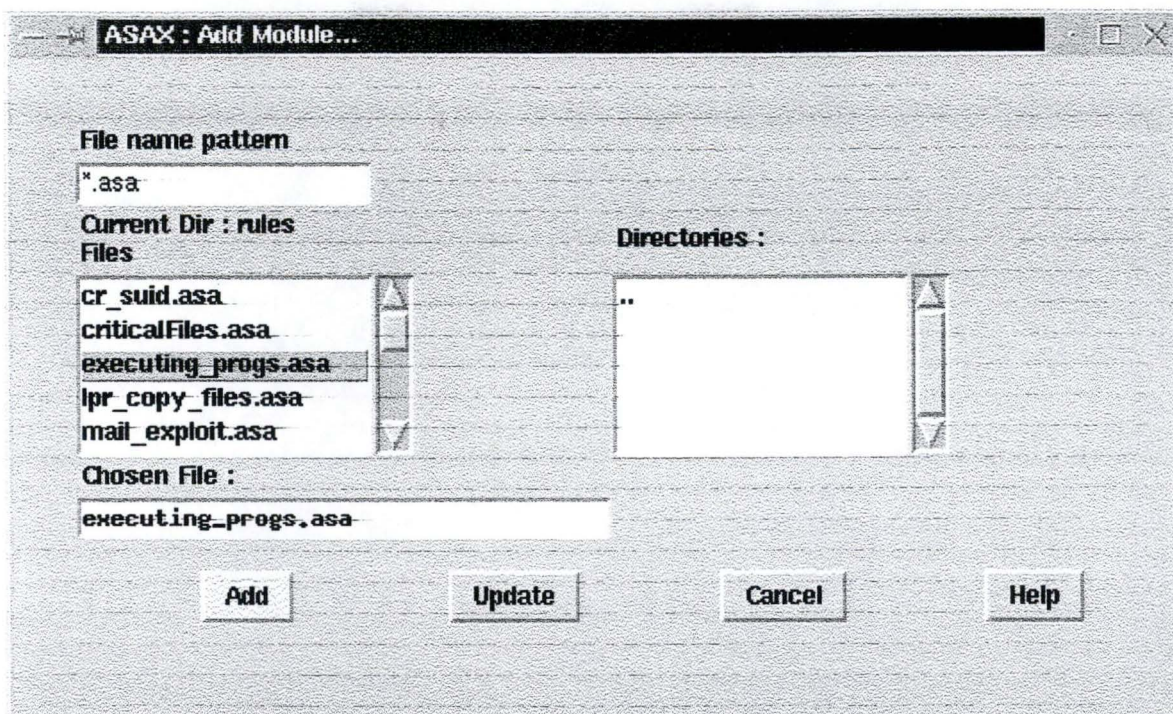 ASAX : Add Module...
File name pattern
*.asa
Current Dir : rules
Files
Directories :
cr_suid.asa
criticalFiles.asa
executing_progs.asa
lpr_copy_files.asa
mail_exploit.asa
..
Chosen File :
executing_progs.asa
Add Update Cancel Help